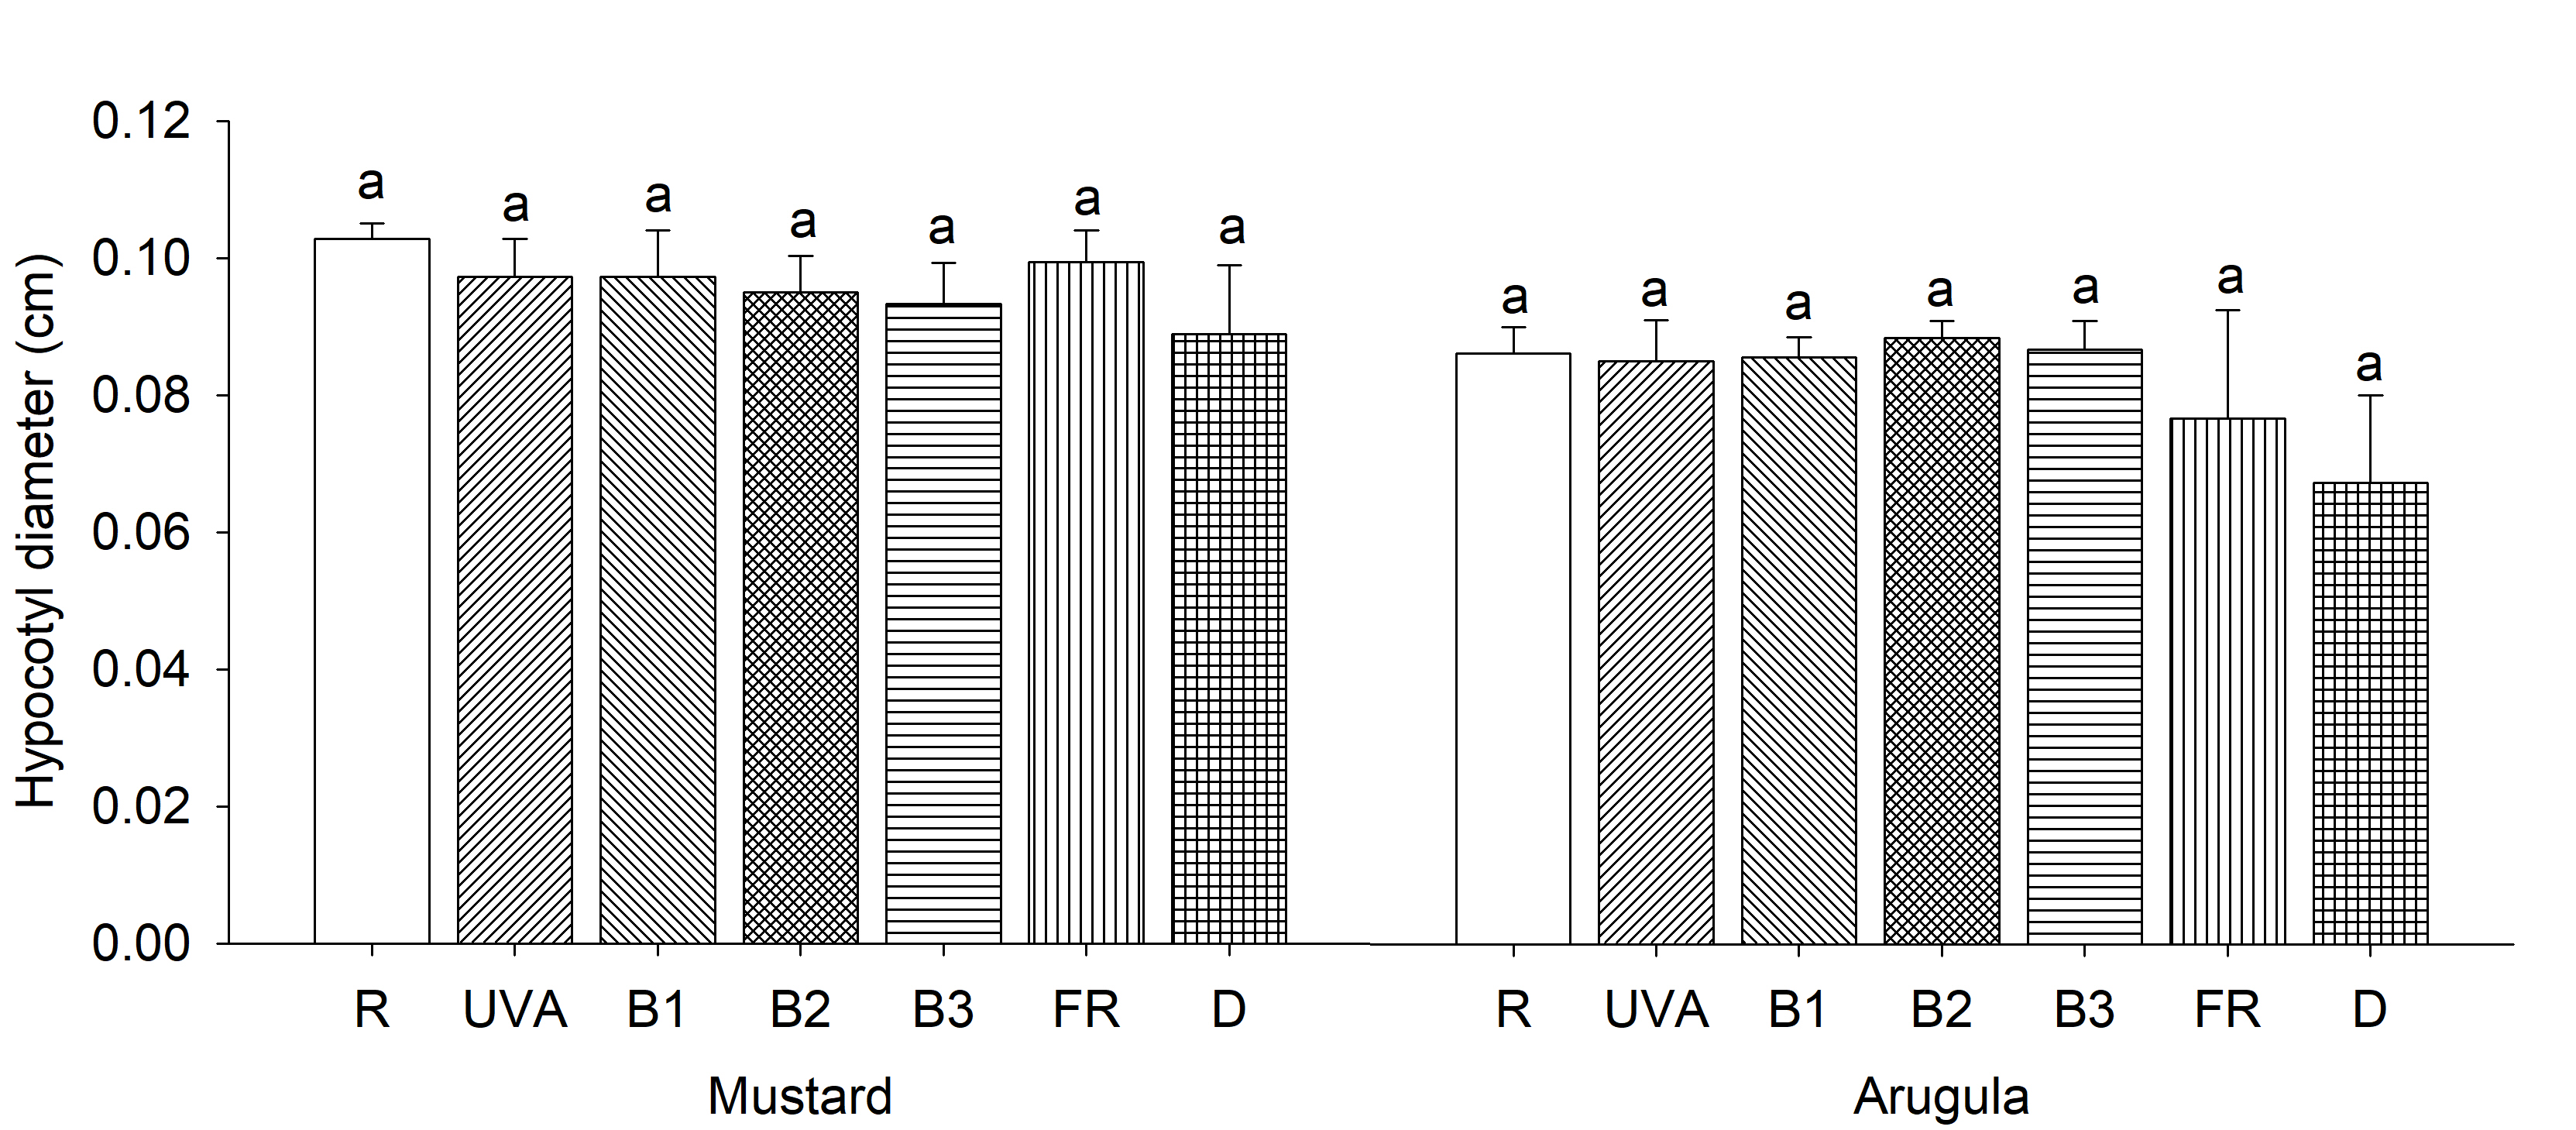 0.12
0.10
0.08
0.06
0.04
0.02
0.00
Hypocotyl diameter (cm)
a a a a a a a a a a a a a a
R UVA B1 B2 B3 FR D R UVA B1 B2 B3 FR D
Mustard Arugula